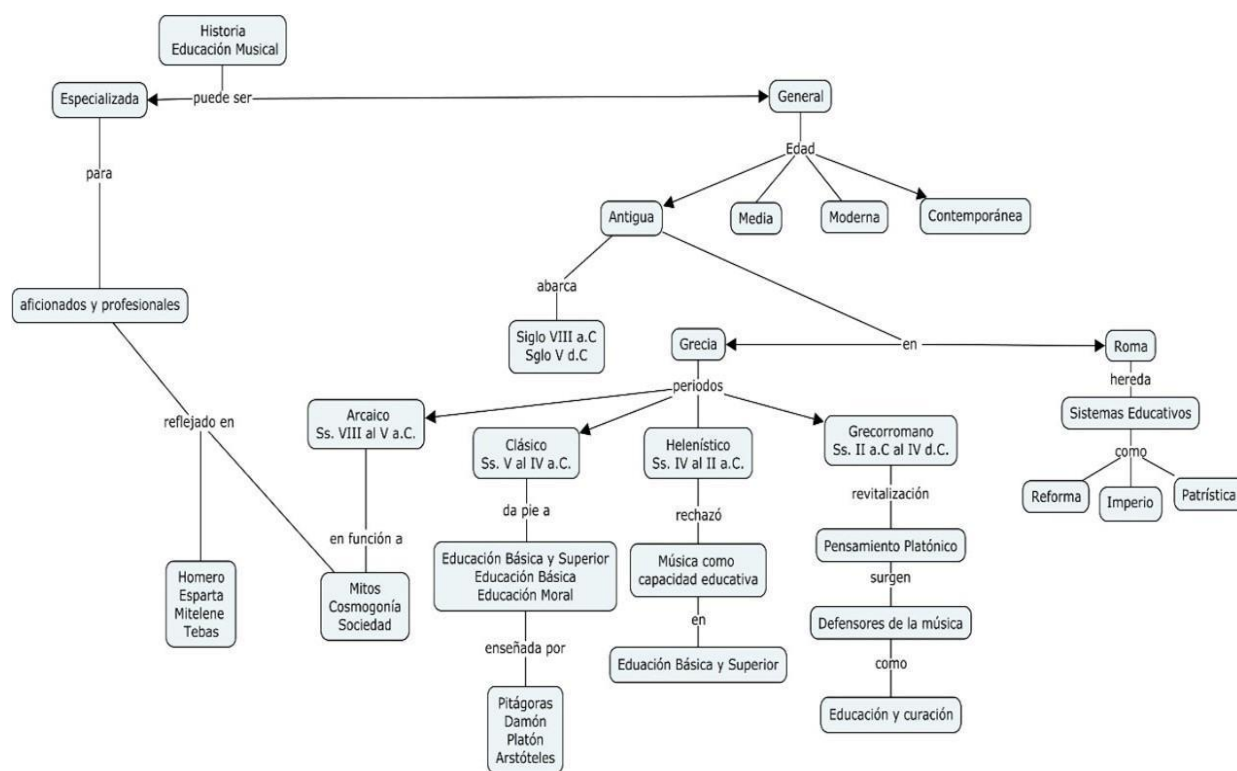 Historia
Educación Musical
Especializada
puede ser
General
para
Edad
Antigua
Media
Moderna
Contemporánea
abarca
aficionados y profesionales
Siglo VIII a.C
Sglo V d.C
Grecia
en
Roma
periodos
hereda
Arcaico
Ss. VIII al V a.C.
reflejado en
Clásico
Ss. V al IV a.C.
Helenístico
Ss. IV al II a.C.
Grecorromano
Ss. II a.C al IV d.C.
Sistemas Educativos
como
Reforma
Imperio
Patrística
en función a
da pie a
rechazó
revitalización
Homero
Esparta
Mitelene
Tebas
Mitos
Cosmogonía
Sociedad
Educación Básica y Superior
Educación Básica
Educación Moral
Música como
capacidad educativa
Pensamiento Platónico
surgen
Defensores de la música
enseñada por
en
como
Pitágoras
Damón
Platón
Arstóteles
Eduación Básica y Superior
Educación y curación